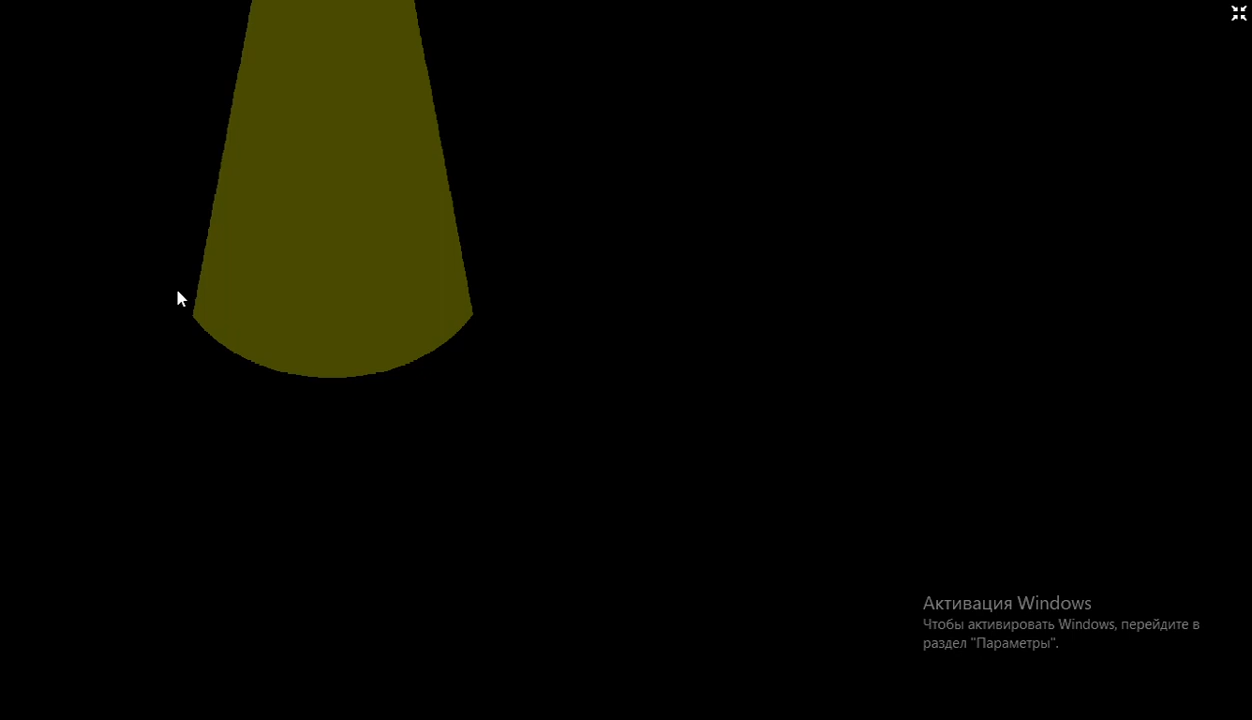 Активация Windows
Чтобы активировать Windows, перейдите в
раздел "Параметры".